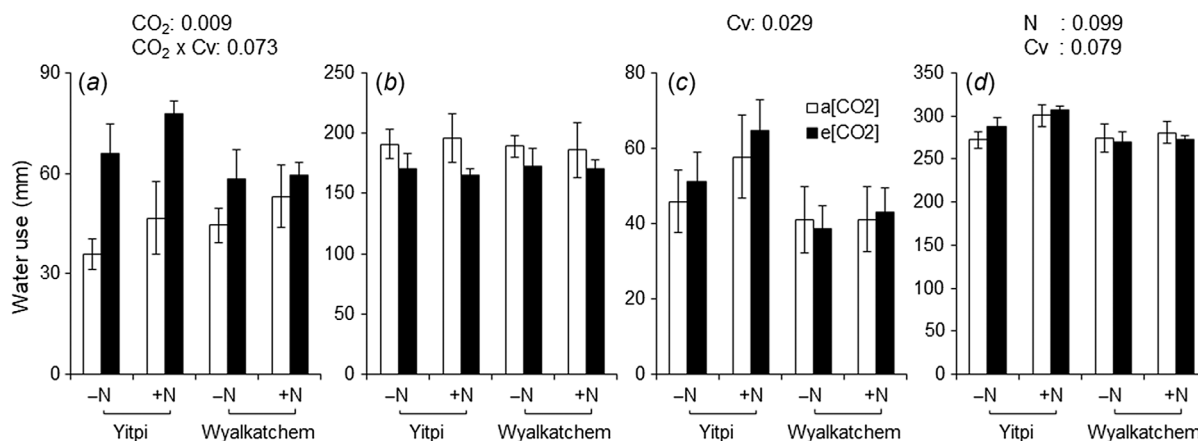 CO₂: 0.009
CO₂ x Cv: 0.073
Cv: 0.029
N : 0.099
Cv : 0.079
Water use (mm)
(a)
90
60
30
0
–N +N –N +N
Yitpi Wyalkatchem
(b)
250
200
150
100
50
0
–N +N –N +N
Yitpi Wyalkatchem
(c)
80
60
40
20
0
a[CO2]
e[CO2]
–N +N –N +N
Yitpi Wyalkatchem
(d)
350
300
250
200
150
100
50
0
–N +N –N +N
Yitpi Wyalkatchem